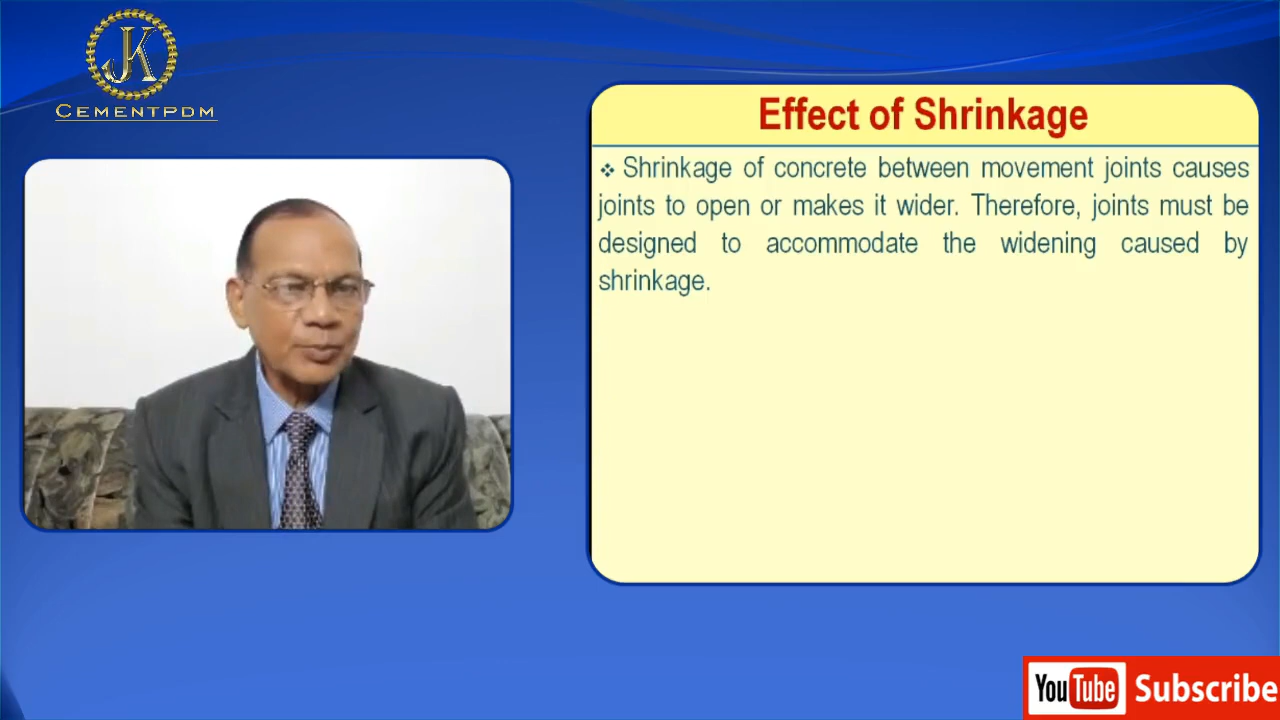 JK
CEMENTPDM
Effect of Shrinkage
❖ Shrinkage of concrete between movement joints causes
joints to open or makes it wider. Therefore, joints must be
designed to accommodate the widening caused by
shrinkage.
YouTube Subscribe